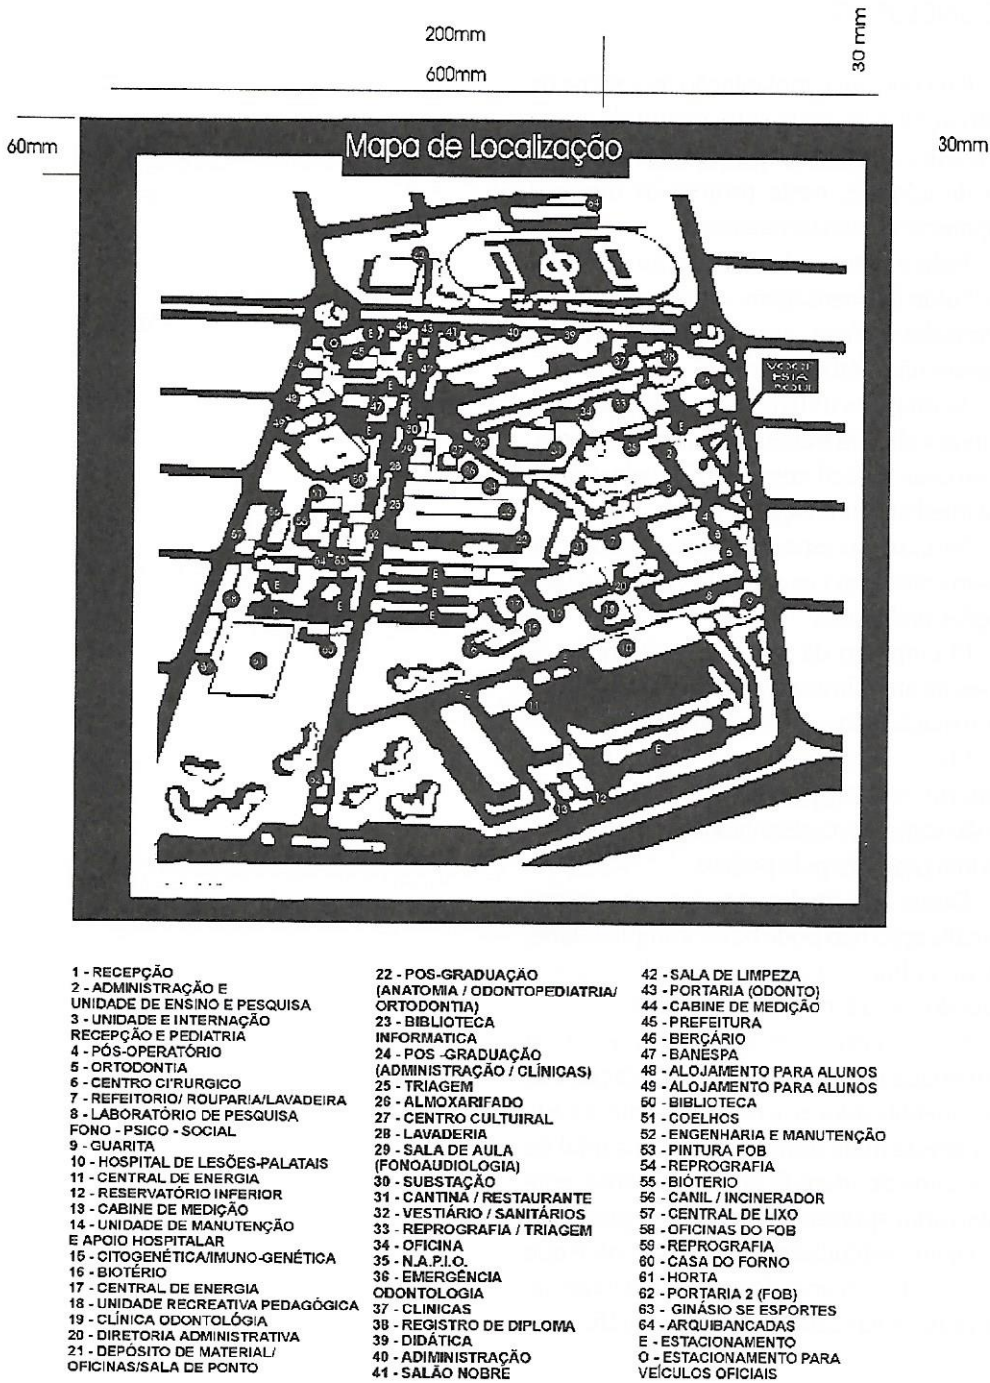 200mm
30 mm
600mm
60mm
30mm
Mapa de Localização
VOCE
ESTA
AQUI
1 - RECEPÇÃO
2 - ADMINISTRAÇÃO E
UNIDADE DE ENSINO E PESQUISA
3 - UNIDADE E INTERNAÇÃO
RECEPÇÃO E PEDIATRIA
4 - PÓS-OPERATÓRIO
5 - ORTODONTIA
6 - CENTRO CI'RURGICO
7 - REFEITORIO/ ROUPARIA/LAVADEIRA
8 - LABORATÓRIO DE PESQUISA
FONO - PSICO - SOCIAL
9 - GUARITA
10 - HOSPITAL DE LESÕES-PALATAIS
11 - CENTRAL DE ENERGIA
12 - RESERVATÓRIO INFERIOR
13 - CABINE DE MEDIÇÃO
14 - UNIDADE DE MANUTENÇÃO
E APOIO HOSPITALAR
15 - CITOGENÉTICA/IMUNO-GENÉTICA
16 - BIOTÉRIO
17 - CENTRAL DE ENERGIA
18 - UNIDADE RECREATIVA PEDAGÓGICA
19 - CLÍNICA ODONTOLÓGIA
20 - DIRETORIA ADMINISTRATIVA
21 - DEPÓSITO DE MATERIAL/
OFICINAS/SALA DE PONTO
22 - POS-GRADUAÇÃO
(ANATOMIA / ODONTOPEDIATRIA/
ORTODONTIA)
23 - BIBLIOTECA
INFORMATICA
24 - POS -GRADUAÇÃO
(ADMINISTRAÇÃO / CLÍNICAS)
25 - TRIAGEM
26 - ALMOXARIFADO
27 - CENTRO CULTUIRAL
28 - LAVADERIA
29 - SALA DE AULA
(FONOAUDIOLOGIA)
30 - SUBSTAÇÃO
31 - CANTINA / RESTAURANTE
32 - VESTIÁRIO / SANITÁRIOS
33 - REPROGRAFIA / TRIAGEM
34 - OFICINA
35 - N.A.P.I.O.
36 - EMERGÊNCIA
ODONTOLOGIA
37 - CLINICAS
38 - REGISTRO DE DIPLOMA
39 - DIDÁTICA
40 - ADIMINISTRAÇÃO
41 - SALÃO NOBRE
42 - SALA DE LIMPEZA
43 - PORTARIA (ODONTO)
44 - CABINE DE MEDIÇÃO
45 - PREFEITURA
46 - BERÇÁRIO
47 - BANESPA
48 - ALOJAMENTO PARA ALUNOS
49 - ALOJAMENTO PARA ALUNOS
50 - BIBLIOTECA
51 - COELHOS
52 - ENGENHARIA E MANUTENÇÃO
53 - PINTURA FOB
54 - REPROGRAFIA
55 - BIÓTERIO
56 - CANIL / INCINERADOR
57 - CENTRAL DE LIXO
58 - OFICINAS DO FOB
59 - REPROGRAFIA
60 - CASA DO FORNO
61 - HORTA
62 - PORTARIA 2 (FOB)
63 - GINÁSIO SE ESPORTES
64 - ARQUIBANCADAS
E - ESTACIONAMENTO
O - ESTACIONAMENTO PARA
VEÍCULOS OFICIAIS